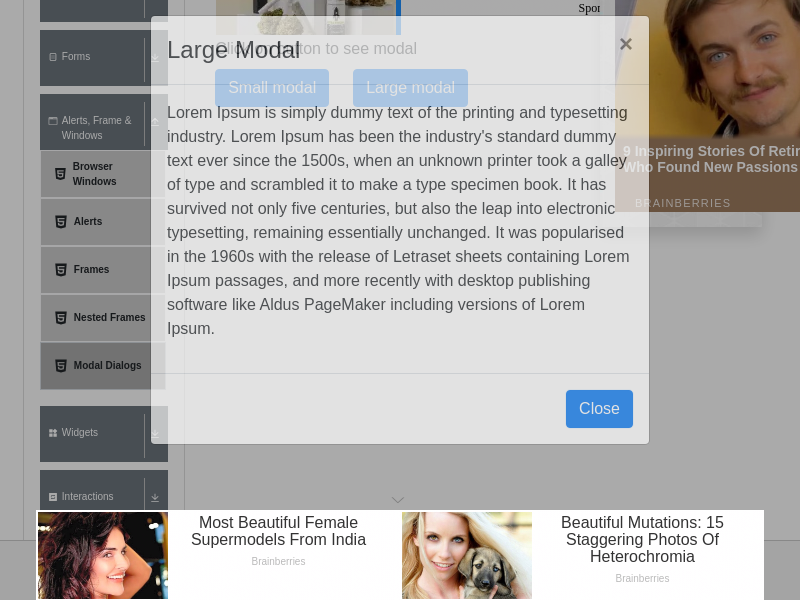 Spor
Forms
Alerts, Frame &
Windows
Browser
Windows
Alerts
Frames
Nested Frames
Modal Dialogs
Widgets
Interactions
Large Modal
×
Click on button to see modal
Small modal
Large modal
Lorem Ipsum is simply dummy text of the printing and typesetting
industry. Lorem Ipsum has been the industry's standard dummy
text ever since the 1500s, when an unknown printer took a galley
of type and scrambled it to make a type specimen book. It has
survived not only five centuries, but also the leap into electronic
typesetting, remaining essentially unchanged. It was popularised
in the 1960s with the release of Letraset sheets containing Lorem
Ipsum passages, and more recently with desktop publishing
software like Aldus PageMaker including versions of Lorem
Ipsum.
Close
9 Inspiring Stories Of Retir
Who Found New Passions
BRAINBERRIES
Most Beautiful Female
Supermodels From India
Brainberries
Beautiful Mutations: 15
Staggering Photos Of
Heterochromia
Brainberries